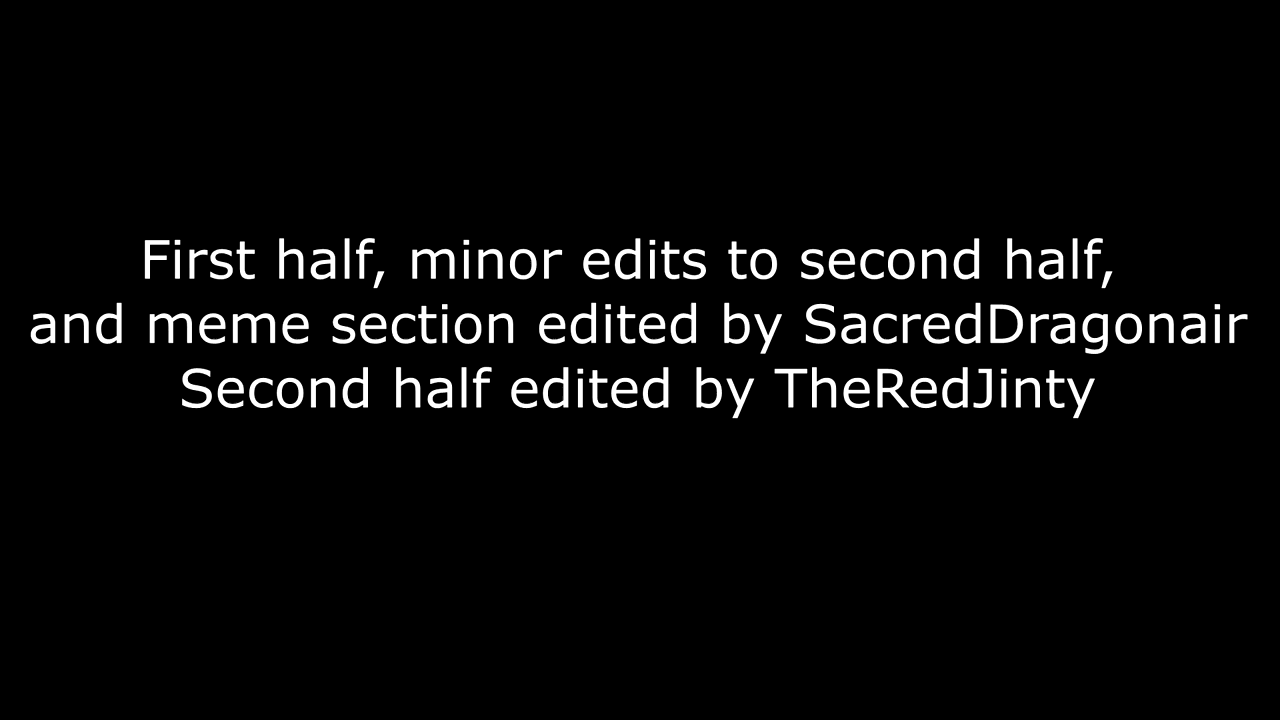 First half, minor edits to second half,
and meme section edited by SacredDragonair
Second half edited by TheRedJinty